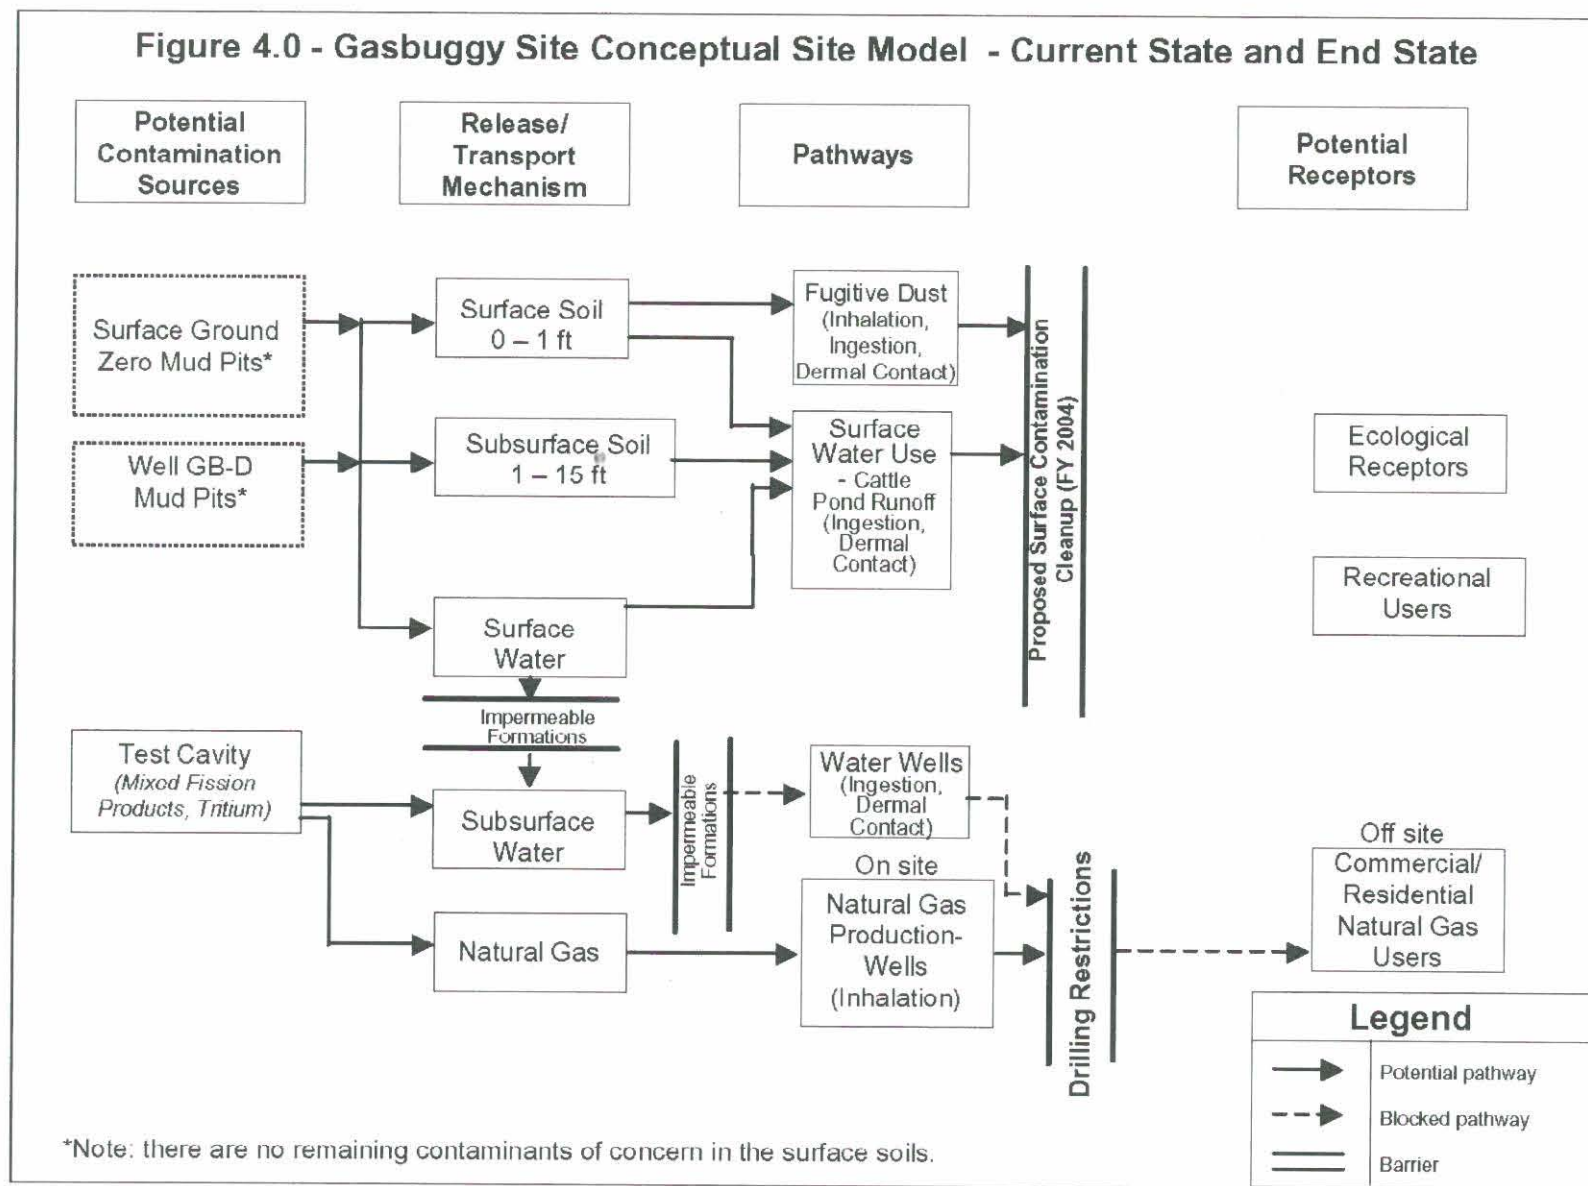 Figure 4.0 - Gasbuggy Site Conceptual Site Model - Current State and End State
Potential
Contamination
Sources
Release/
Transport
Mechanism
Pathways
Potential
Receptors
Surface Ground
Zero Mud Pits*
Well GB-D
Mud Pits*
Surface Soil
0 – 1 ft
Subsurface Soil
1 – 15 ft
Surface
Water
Fugitive Dust
(Inhalation,
Ingestion,
Dermal Contact)
Surface
Water Use
- Cattle
Pond Runoff
(Ingestion,
Dermal
Contact)
Proposed Surface Contamination
Cleanup (FY 2004)
Ecological
Receptors
Recreational
Users
Impermeable
Formations
Test Cavity
(Mixed Fission
Products, Tritium)
Subsurface
Water
Natural Gas
Impermeable
Formations
Water Wells
(Ingestion,
Dermal
Contact)
On site
Natural Gas
Production-
Wells
(Inhalation)
Drilling Restrictions
Off site
Commercial/
Residential
Natural Gas
Users
Legend
Potential pathway
Blocked pathway
Barrier
*Note: there are no remaining contaminants of concern in the surface soils.